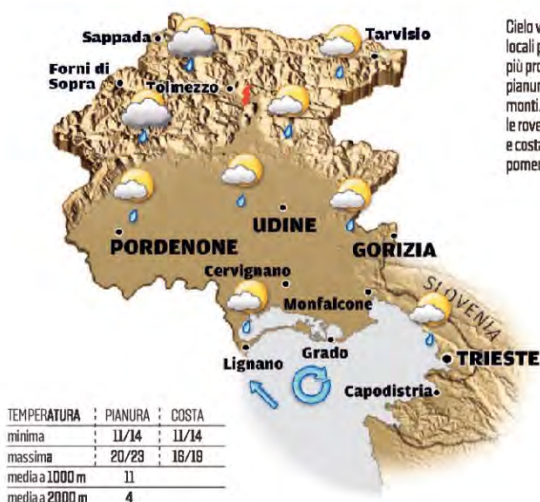 Sappada
Tarvisio
Forni di
Sopra
Tolmezzo
UDINE
PORDENONE
GORIZIA
Cervignano
Monfalcone
SLOVENIA
Lignano
Grado
TRIESTE
Capodistria
TEMPERATURA PIANURA COSTA
minima 11/14 11/14
massima 20/23 18/19
media a 1000 m 11
media a 2000 m 4
Cielo
locali
più
pianur
monti.
le rove
e costa
pomer